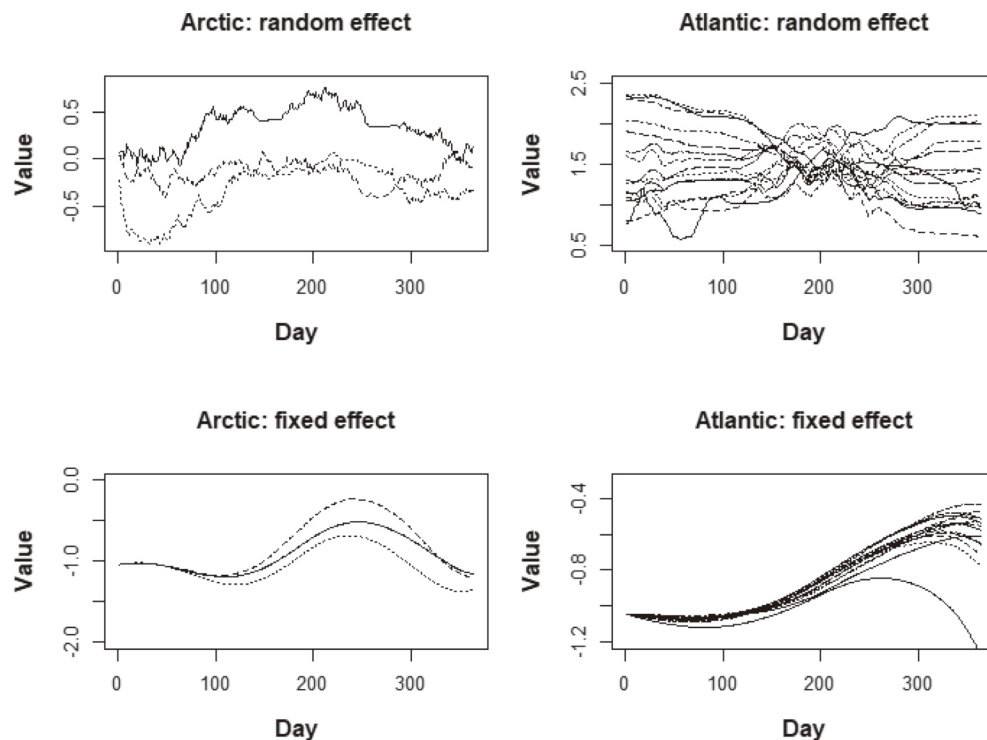 Arctic: random effect
Value
0.5
0.0
-0.5
0 100 200 300
Day
Atlantic: random effect
Value
2.5
1.5
0.5
0 100 200 300
Day
Arctic: fixed effect
Value
0.0
-1.0
-2.0
0 100 200 300
Day
Atlantic: fixed effect
Value
-0.4
-0.8
-1.2
0 100 200 300
Day